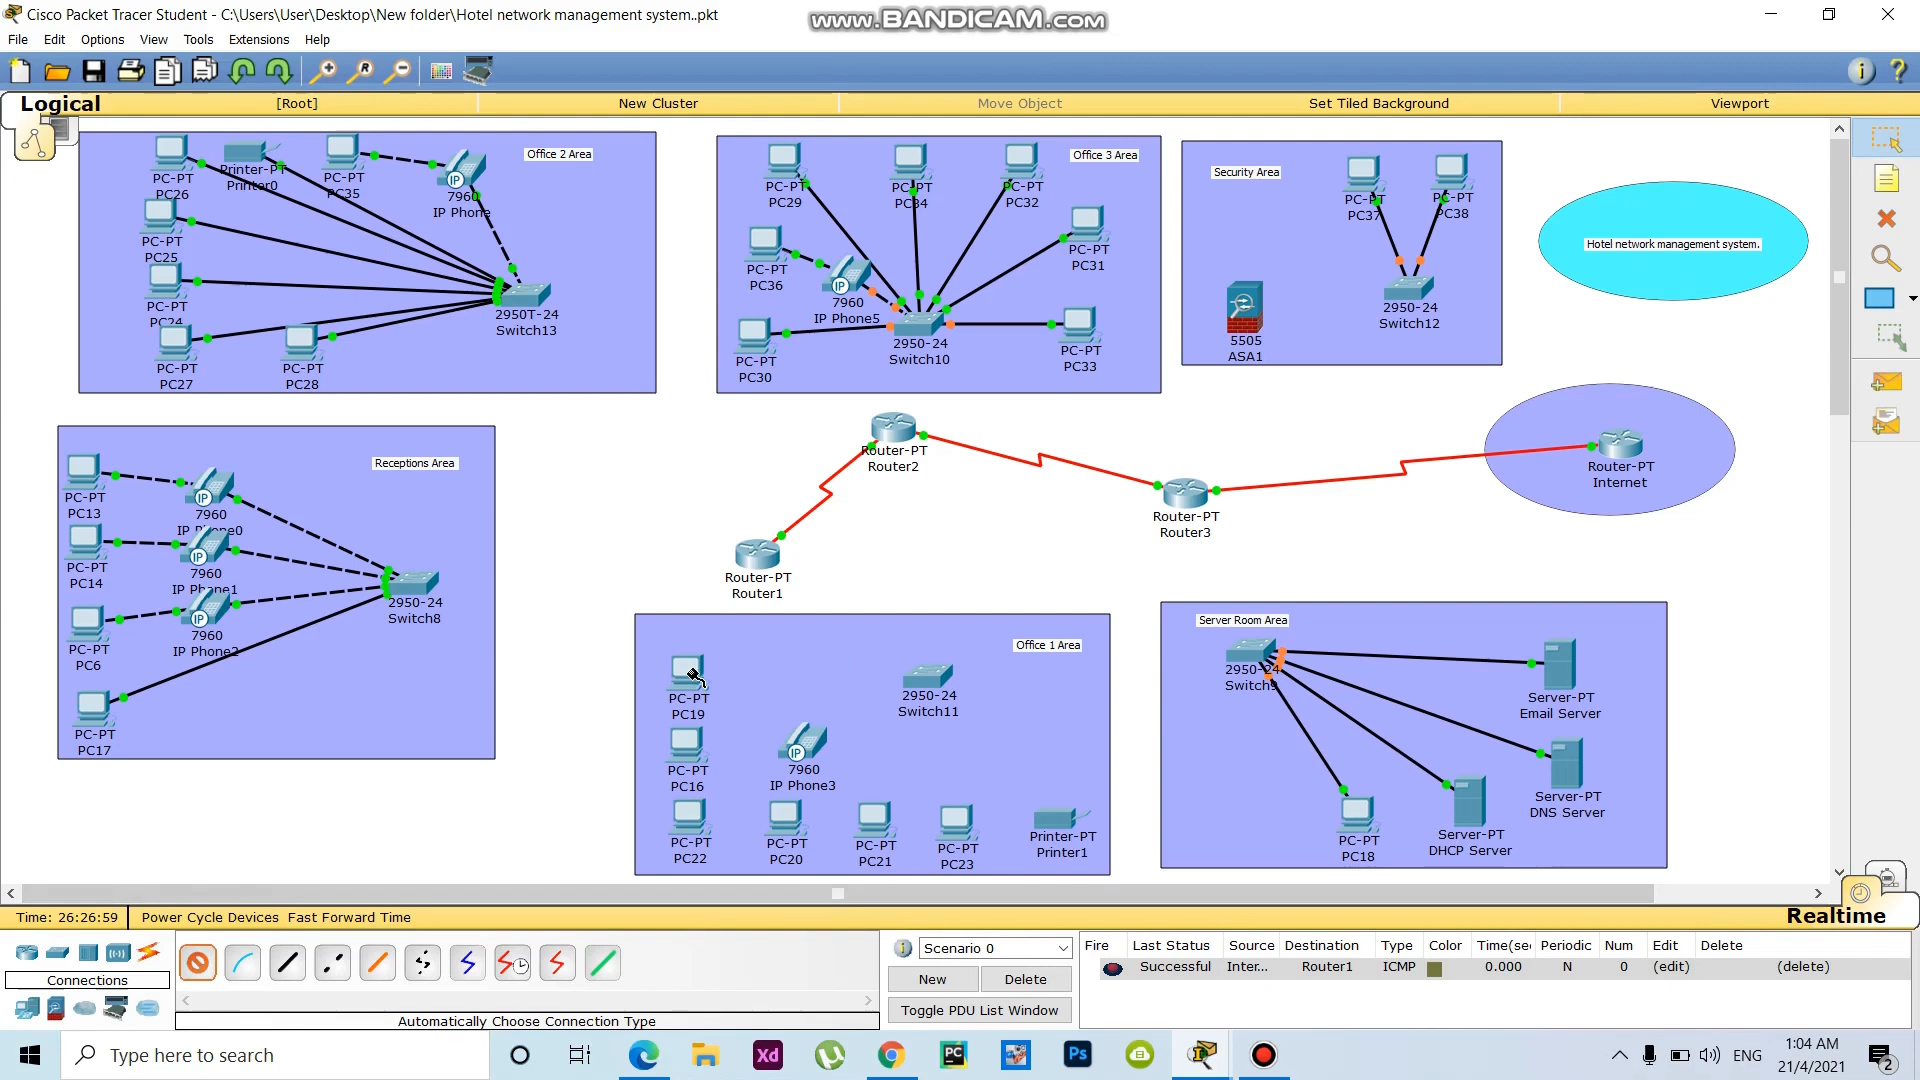 Cisco Packet Tracer Student - C:\Users\User\Desktop\New folder\Hotel network management system..pkt
www.BANDICAM.com
File Edit Options View Tools Extensions Help
Logical [Root] New Cluster Move Object Set Tiled Background Viewport
Office 2 Area
PC-PT
PC26
Printer-PT
Printer0
PC-PT
PC35
7960
IP Phone
PC-PT
PC25
PC-PT
PC24
PC-PT
PC27
PC-PT
PC28
2950T-24
Switch13
Office 3 Area
PC-PT
PC29
PC-PT
PC34
PC-PT
PC32
PC-PT
PC31
PC-PT
PC36
7960
IP Phone5
PC-PT
PC30
2950-24
Switch10
PC-PT
PC33
Security Area
PC-PT
PC37
PC-PT
PC38
5505
ASA1
2950-24
Switch12
Hotel network management system.
Receptions Area
PC-PT
PC13
7960
IP Phone0
PC-PT
PC14
7960
IP Phone1
PC-PT
PC6
7960
IP Phone2
PC-PT
PC17
2950-24
Switch8
Router-PT
Router2
Router-PT
Router1
Router-PT
Router3
Router-PT
Internet
Office 1 Area
PC-PT
PC19
2950-24
Switch11
PC-PT
PC16
7960
IP Phone3
PC-PT
PC22
PC-PT
PC20
PC-PT
PC21
PC-PT
PC23
Printer-PT
Printer1
Server Room Area
2950-24
Switch9
Server-PT
Email Server
Server-PT
DNS Server
Server-PT
DHCP Server
PC-PT
PC18
Time: 26:26:59 Power Cycle Devices Fast Forward Time
Realtime
Connections
Automatically Choose Connection Type
Scenario 0
New Delete
Toggle PDU List Window
Fire Last Status Source Destination Type Color Time(sec Periodic Num Edit Delete
Successful Inter... Router1 ICMP 0.000 N 0 (edit) (delete)
Type here to search
ENG
1:04 AM
21/4/2021
2